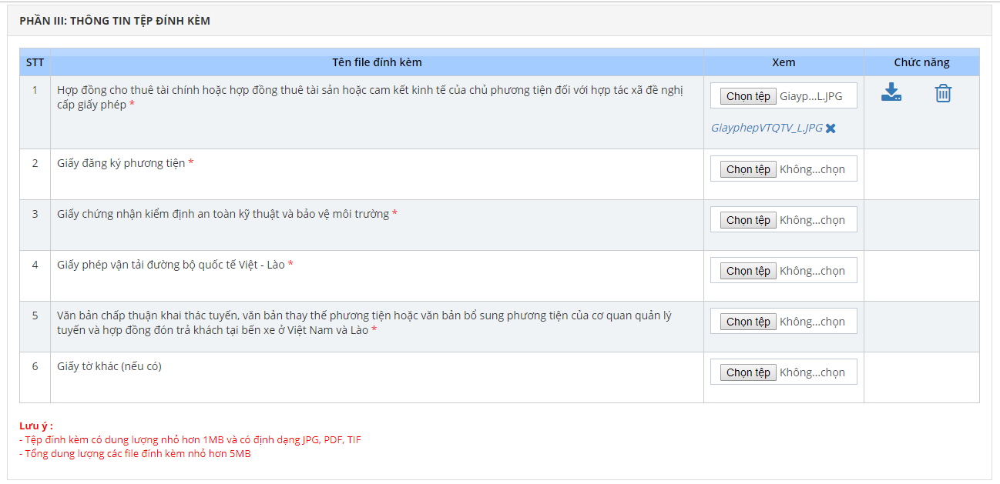 PHẦN III: THÔNG TIN TỆP ĐÍNH KÈM
STT Tên file đính kèm Xem Chức năng
1 Hợp đồng cho thuê tài chính hoặc hợp đồng thuê tài sản hoặc cam kết kinh tế của chủ phương tiện đối với hợp tác xã đề nghị
cấp giấy phép *
Chọn tệp Giayp...L.JPG
GiayphepVTQTV_L.JPG
2 Giấy đăng ký phương tiện * Chọn tệp Không...chọn
3 Giấy chứng nhận kiểm định an toàn kỹ thuật và bảo vệ môi trường * Chọn tệp Không...chọn
4 Giấy phép vận tải đường bộ quốc tế Việt - Lào * Chọn tệp Không...chọn
5 Văn bản chấp thuận khai thác tuyến, văn bản thay thế phương tiện hoặc văn bản bổ sung phương tiện của cơ quan quản lý
tuyến và hợp đồng đón trả khách tại bến xe ở Việt Nam và Lào *
Chọn tệp Không...chọn
6 Giấy tờ khác (nếu có) Chọn tệp Không...chọn
Lưu ý :
- Tệp đính kèm có dung lượng nhỏ hơn 1MB và có định dạng JPG, PDF, TIF
- Tổng dung lượng các file đính kèm nhỏ hơn 5MB